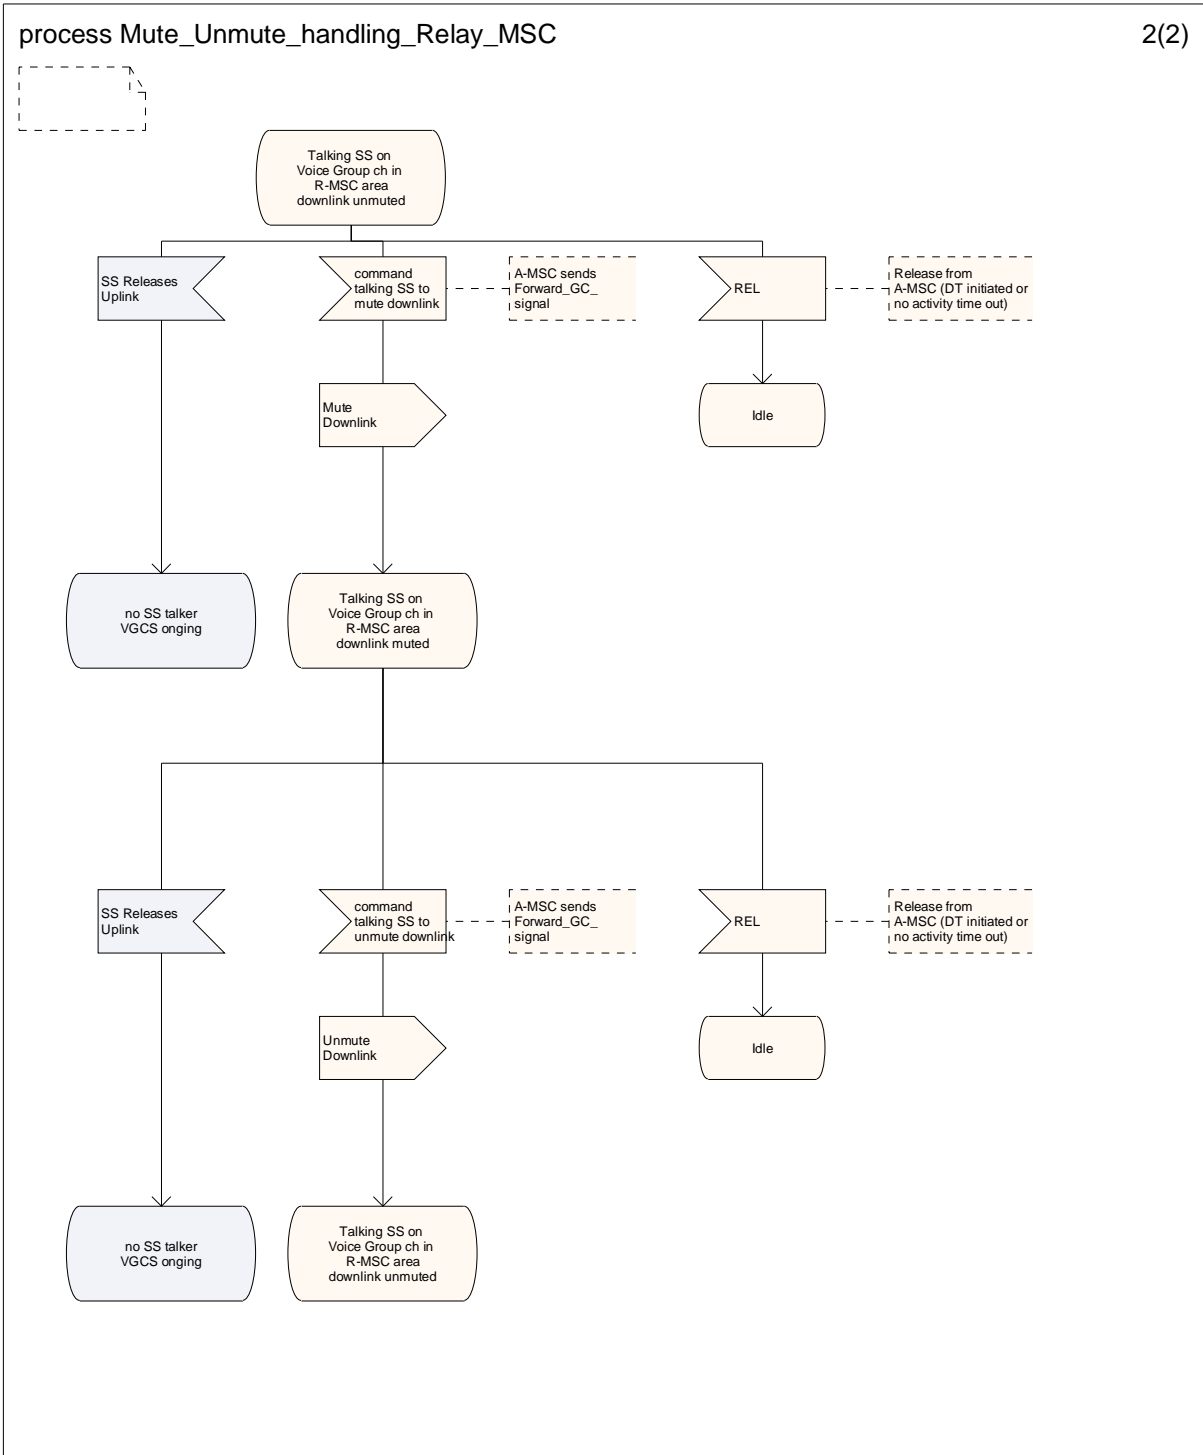 process Mute_Unmute_handling_Relay_MSC
2(2)
Talking SS on
Voice Group ch in
R-MSC area
downlink unmuted
SS Releases
Uplink
command
talking SS to
mute downlink
A-MSC sends
Forward_GC_
signal
REL
Release from
A-MSC (DT initiated or
no activity time out)
Mute
Downlink
Idle
no SS talker
VGCS onging
Talking SS on
Voice Group ch in
R-MSC area
downlink muted
SS Releases
Uplink
command
talking SS to
unmute downlink
A-MSC sends
Forward_GC_
signal
REL
Release from
A-MSC (DT initiated or
no activity time out)
Unmute
Downlink
Idle
no SS talker
VGCS onging
Talking SS on
Voice Group ch in
R-MSC area
downlink unmuted